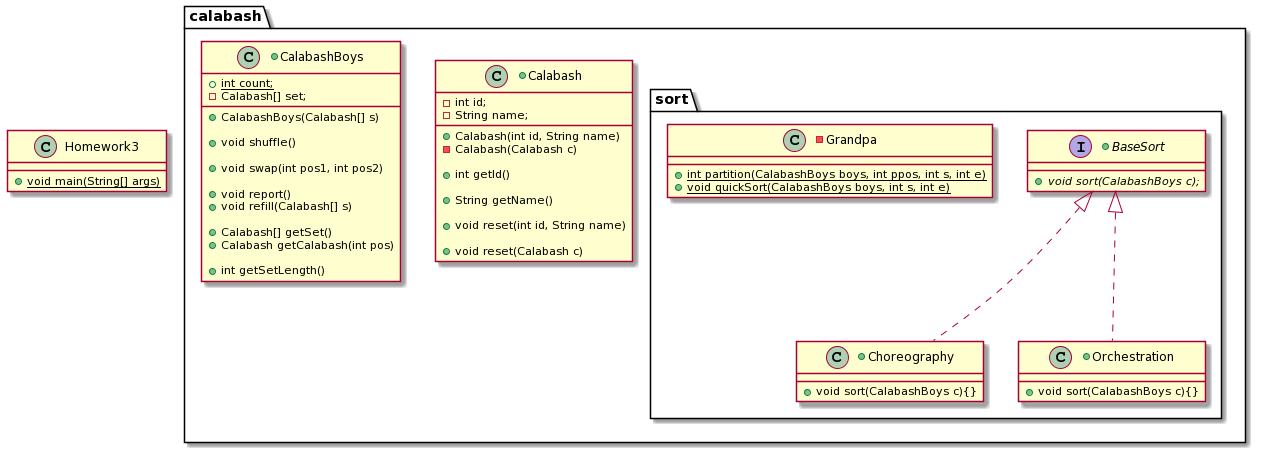 calabash
C CalabashBoys
int count;
Calabash[] set;
CalabashBoys(Calabash[] s)
void shuffle()
void swap(int pos1, int pos2)
void report()
void refill(Calabash[] s)
Calabash[] getSet()
Calabash getCalabash(int pos)
int getSetLength()
C Calabash
int id;
String name;
Calabash(int id, String name)
Calabash(Calabash c)
int getId()
String getName()
void reset(int id, String name)
void reset(Calabash c)
sort
C Grandpa
int partition(CalabashBoys boys, int ppos, int s, int e)
void quickSort(CalabashBoys boys, int s, int e)
I BaseSort
void sort(CalabashBoys c);
C Homework3
void main(String[] args)
C Choreography
void sort(CalabashBoys c){}
C Orchestration
void sort(CalabashBoys c){}